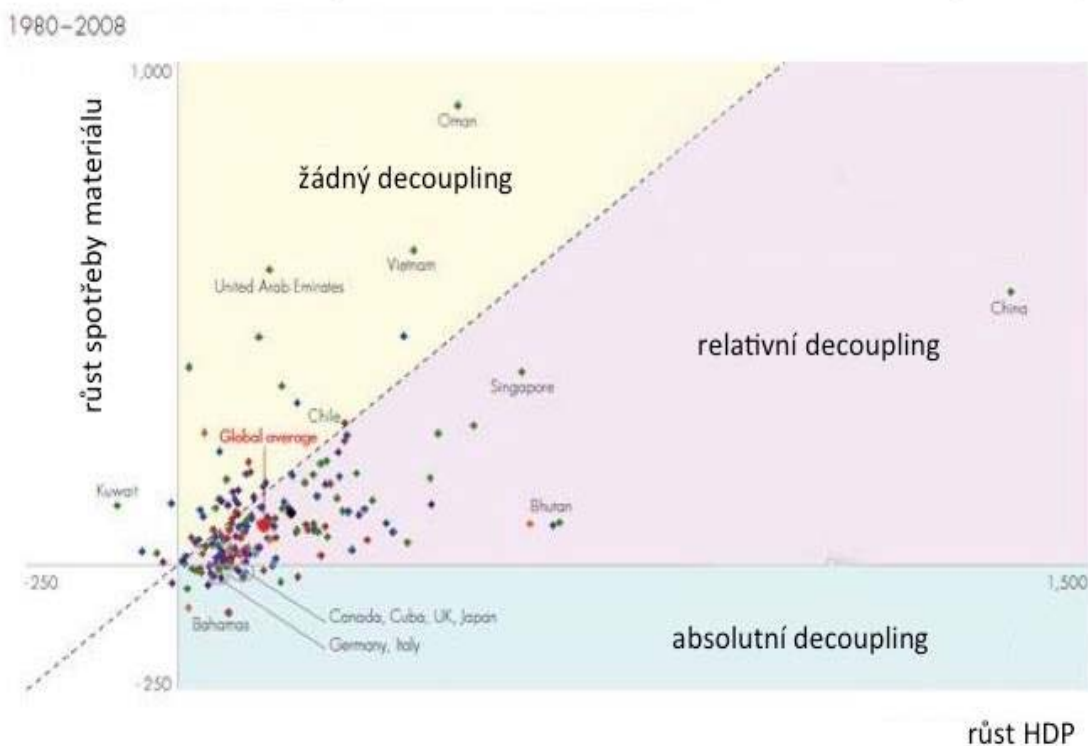 1980–2008
1,000
růst spotřeby materiálu
Oman
žádný decoupling
Vietnam
United Arab Emirates
China
relativní decoupling
Singapore
Chile
Global average
Kuwait
Bhutan
-250
1,500
Canada, Cuba, UK, Japan
Bahamas
Germany, Italy
absolutní decoupling
-250
růst HDP